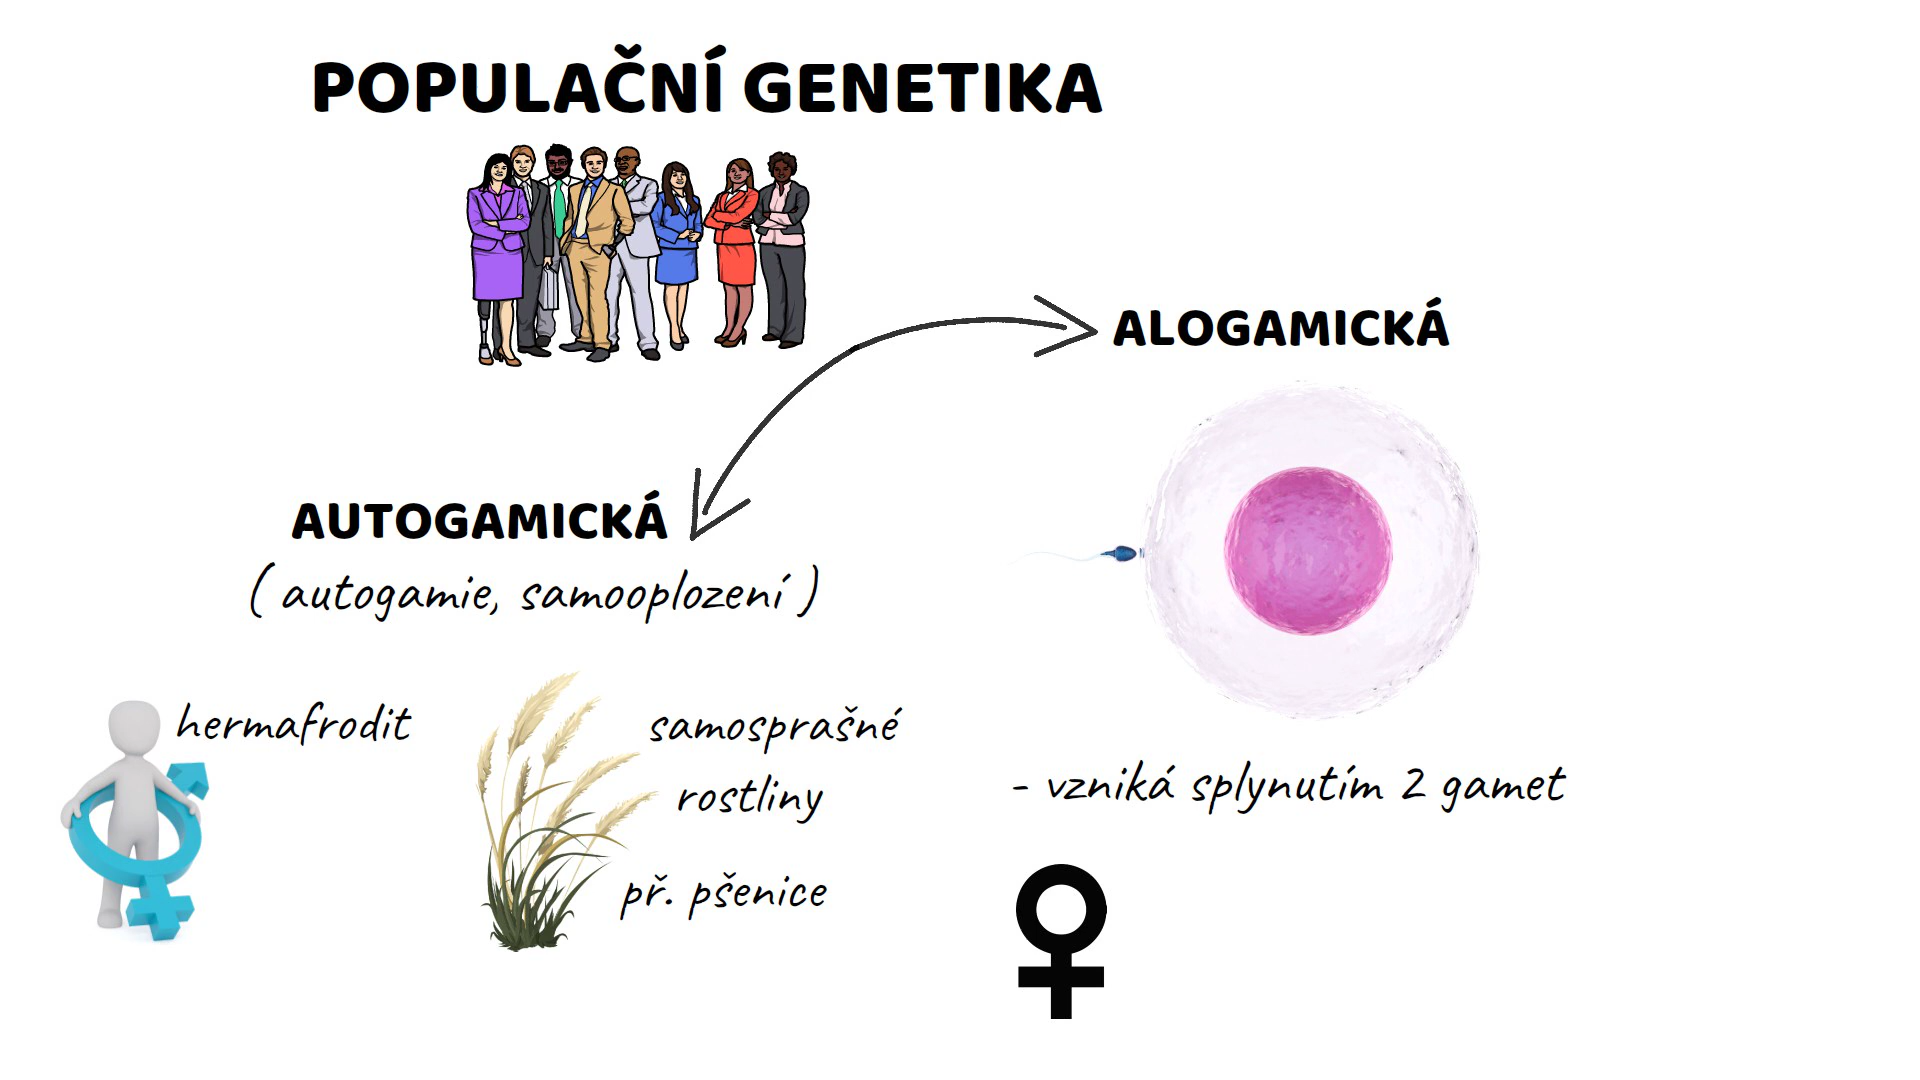 POPULAČNÍ GENETIKA
ALOGAMICKÁ
AUTOGAMICKÁ
( autogamie, samooplození )
hermafrodit
samosprašné
rostliny
př. pšenice
- vzniká splynutím 2 gamet